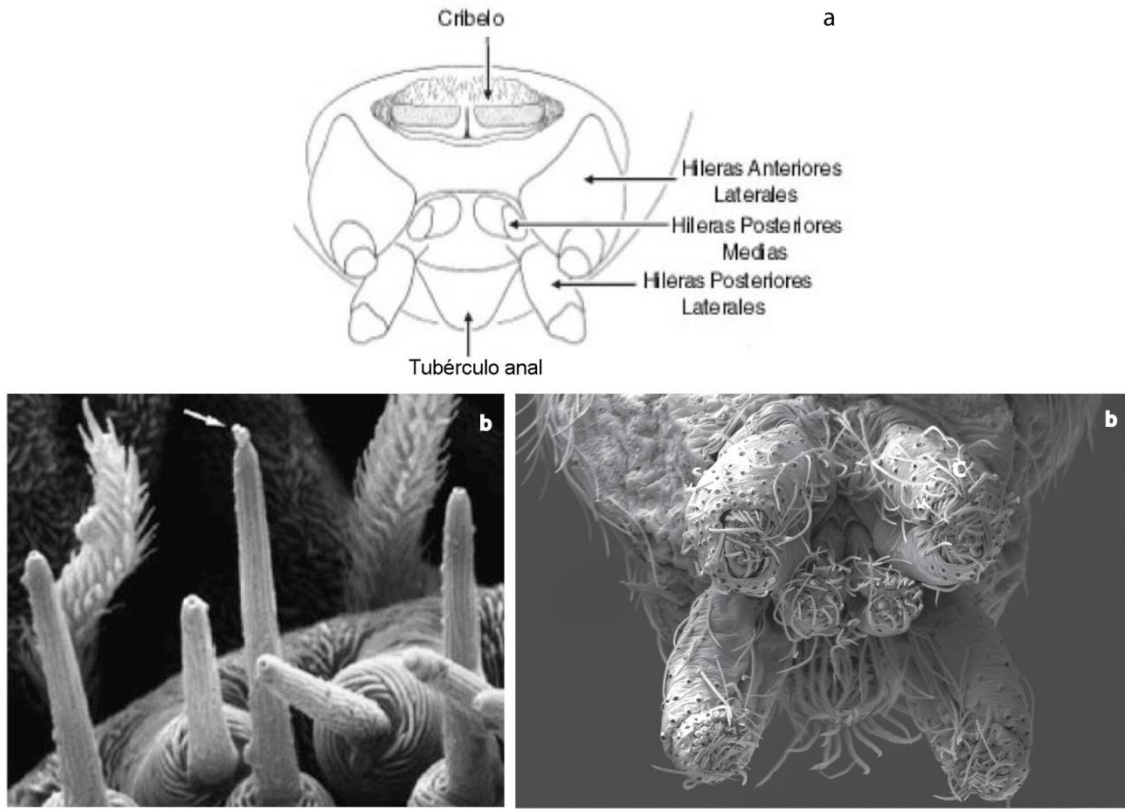 Cribelo
a
Hileras Anteriores
Laterales
Hileras Posteriores
Medias
Hileras Posteriores
Laterales
Tubérculo anal
b
b